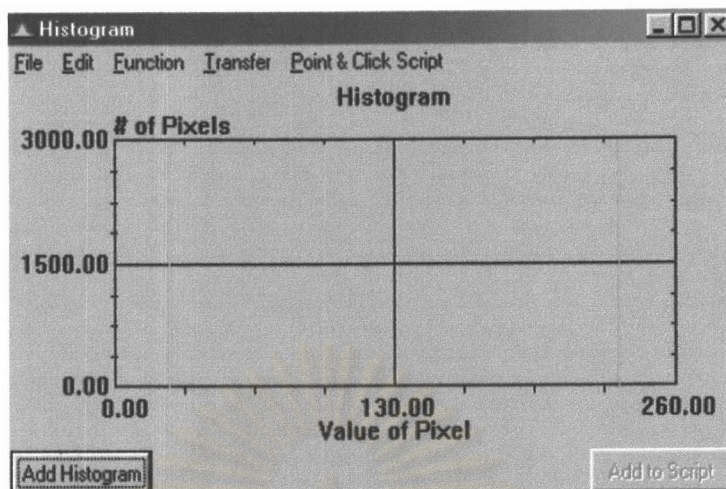 Histogram
File Edit Function Transfer Point & Click Script
Histogram
# of Pixels
3000.00
1500.00
0.00
0.00 130.00 260.00
Value of Pixel
Add Histogram Add to Script